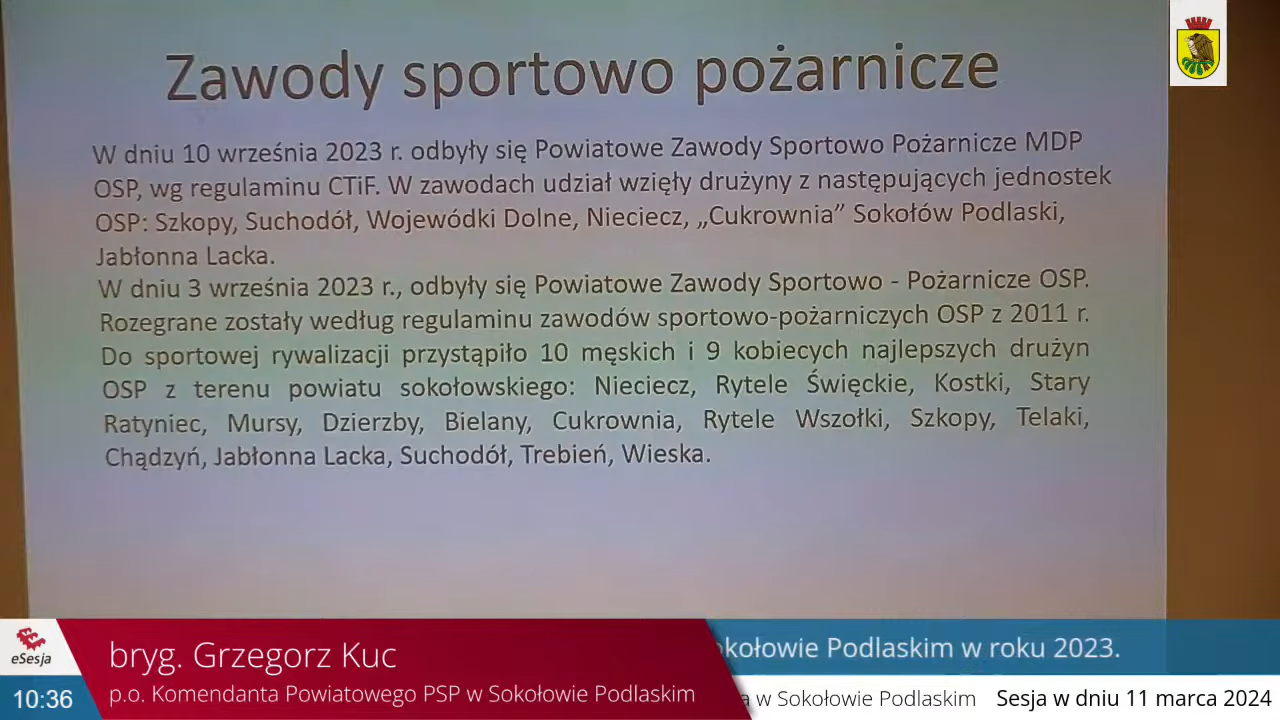 Zawody sportowo pożarnicze
W dniu 10 września 2023 r. odbyły się Powiatowe Zawody Sportowo Pożarnicze MDP
OSP, wg regulaminu CTiF. W zawodach udział wzięły drużyny z następujących jednostek
OSP: Szkopy, Suchodół, Wojewódki Dolne, Nieciecz, „Cukrownia” Sokołów Podlaski,
Jabłonna Lacka.
W dniu 3 września 2023 r., odbyły się Powiatowe Zawody Sportowo - Pożarnicze OSP.
Rozegrane zostały według regulaminu zawodów sportowo-pożarniczych OSP z 2011 r.
Do sportowej rywalizacji przystąpiło 10 męskich i 9 kobiecych najlepszych drużyn
OSP z terenu powiatu sokołowskiego: Nieciecz, Rytele Święckie, Kostki, Stary
Ratyniec, Mursy, Dzierzby, Bielany, Cukrownia, Rytele Wszołki, Szkopy, Telaki,
Chądzyń, Jabłonna Lacka, Suchodół, Trebień, Wieska.
eSesja
bryg. Grzegorz Kuc
okołowie Podlaskim w roku 2023.
10:36
p.o. Komendanta Powiatowego PSP w Sokołowie Podlaskim
a w Sokołowie Podlaskim
Sesja w dniu 11 marca 2024